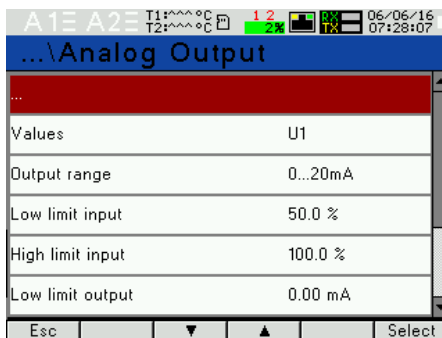 A1 A2 T1:^^^°C T2:^^^°C 1 2 2% RX TX 06/06/16 07:28:07
...\Analog Output
...
Values U1
Output range 0...20mA
Low limit input 50.0 %
High limit input 100.0 %
Low limit output 0.00 mA
Esc ▼ ▲ Select